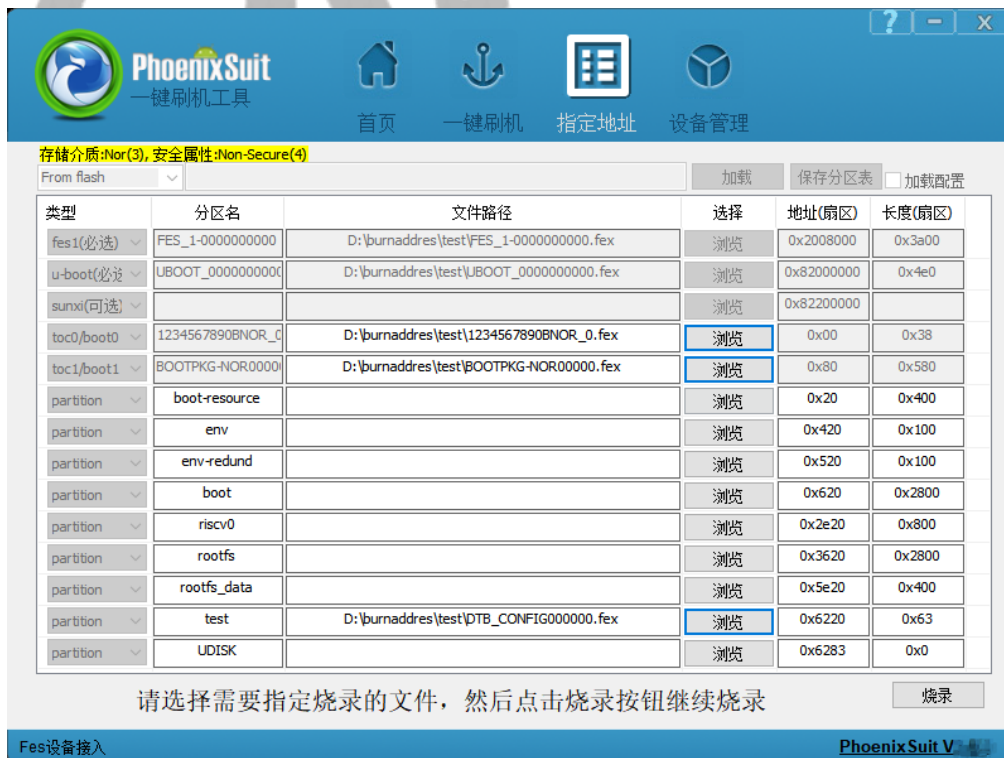 ? - X
PhoenixSuit
一键刷机工具
首页 一键刷机 指定地址 设备管理
存储介质:Nor(3), 安全属性:Non-Secure(4)
From flash 加载 保存分区表 加载配置
类型 分区名 文件路径 选择 地址(扇区) 长度(扇区)
fes1(必选) FES_1-0000000000 D:\burnaddres\test\FES_1-0000000000.fex 浏览 0x2008000 0x3a00
u-boot(必选 UBOOT_0000000000 D:\burnaddres\test\UBOOT_0000000000.fex 浏览 0x82000000 0x4e0
sunxi(可选) 浏览 0x82200000
toc0/boot0 1234567890BNOR_0 D:\burnaddres\test\1234567890BNOR_0.fex 浏览 0x00 0x38
toc1/boot1 BOOTPKG-NOR00000 D:\burnaddres\test\BOOTPKG-NOR00000.fex 浏览 0x80 0x580
partition boot-resource 浏览 0x20 0x400
partition env 浏览 0x420 0x100
partition env-redund 浏览 0x520 0x100
partition boot 浏览 0x620 0x2800
partition riscv0 浏览 0x2e20 0x800
partition rootfs 浏览 0x3620 0x2800
partition rootfs_data 浏览 0x5e20 0x400
partition test D:\burnaddres\test\DTB_CONFIG000000.fex 浏览 0x6220 0x63
partition UDISK 浏览 0x6283 0x0
请选择需要指定烧录的文件，然后点击烧录按钮继续烧录 烧录
Fes设备接入 PhoenixSuit